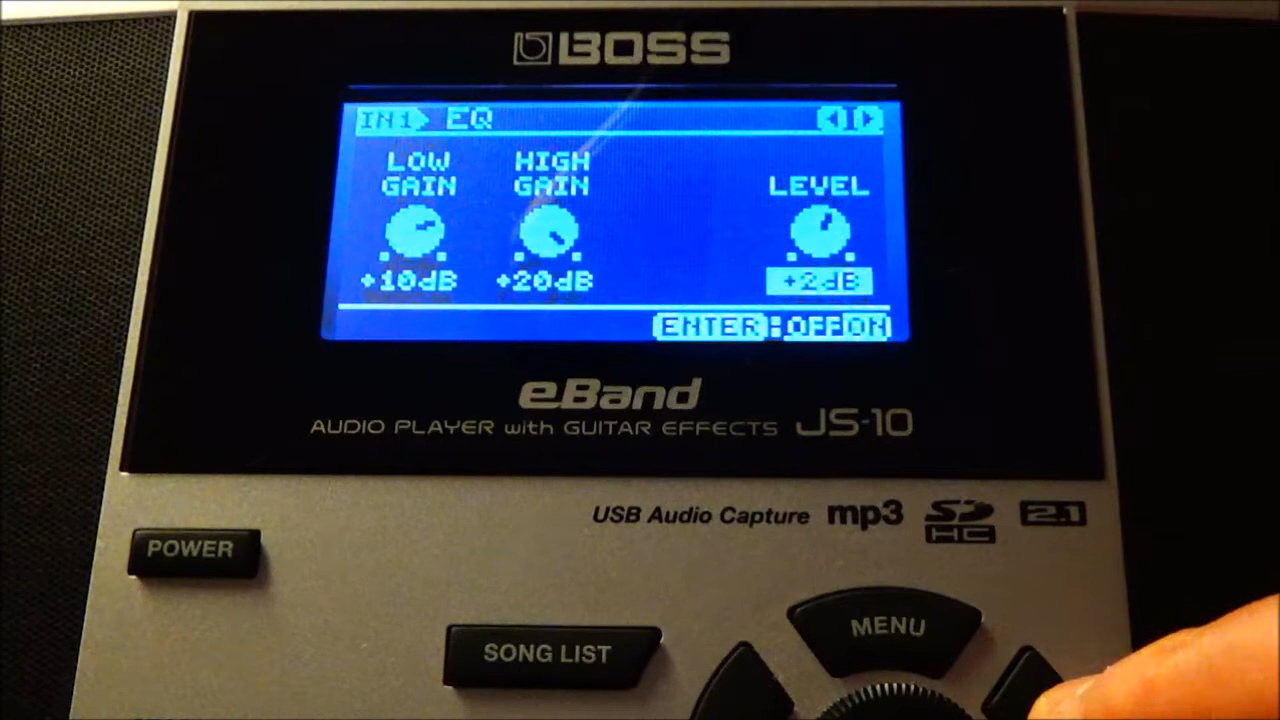 BOSS
IN1 EQ
LOW GAIN
HIGH GAIN
LEVEL
+10dB +20dB +2dB
ENTER:OFF ON
eBand
AUDIO PLAYER with GUITAR EFFECTS JS-10
USB Audio Capture mp3 SD HC 2.1
POWER
MENU
SONG LIST